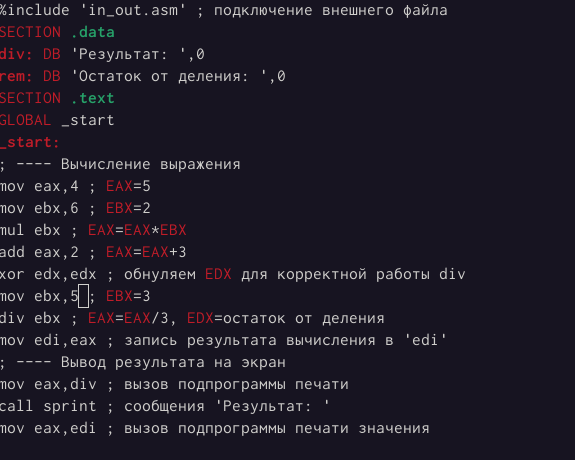 %include 'in_out.asm' ; подключение внешнего файла
SECTION .data
div: DB 'Результат: ',0
rem: DB 'Остаток от деления: ',0
SECTION .text
GLOBAL _start
_start:
; ---- Вычисление выражения
mov eax,4 ; EAX=5
mov ebx,6 ; EBX=2
mul ebx ; EAX=EAX*EBX
add eax,2 ; EAX=EAX+3
xor edx,edx ; обнуляем EDX для корректной работы div
mov ebx,5 ; EBX=3
div ebx ; EAX=EAX/3, EDX=остаток от деления
mov edi,eax ; запись результата вычисления в 'edi'
; ---- Вывод результата на экран
mov eax,div ; вызов подпрограммы печати
call sprint ; сообщения 'Результат: '
mov eax,edi ; вызов подпрограммы печати значения